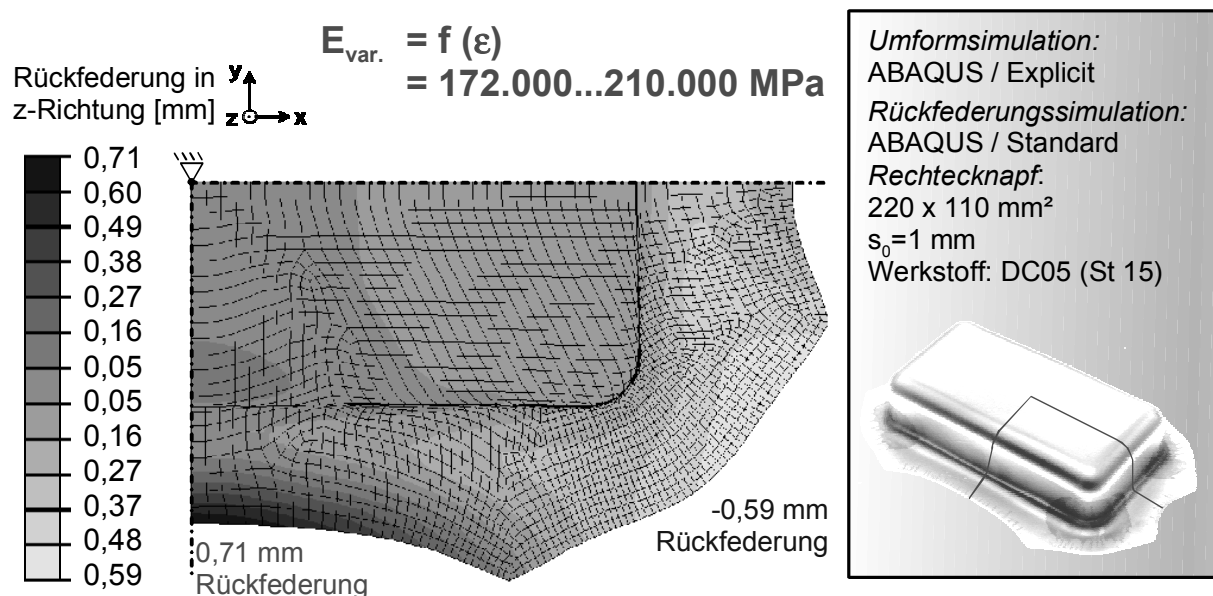 E_var. = f (ε)
= 172.000...210.000 MPa
Rückfederung in
z-Richtung [mm]
y
z
x
0,71
0,60
0,49
0,38
0,27
0,16
0,05
0,05
0,16
0,27
0,37
0,48
0,59
0,71 mm
Rückfederung
-0,59 mm
Rückfederung
Umformsimulation:
ABAQUS / Explicit
Rückfederungssimulation:
ABAQUS / Standard
Rechtecknapf:
220 x 110 mm²
s₀=1 mm
Werkstoff: DC05 (St 15)